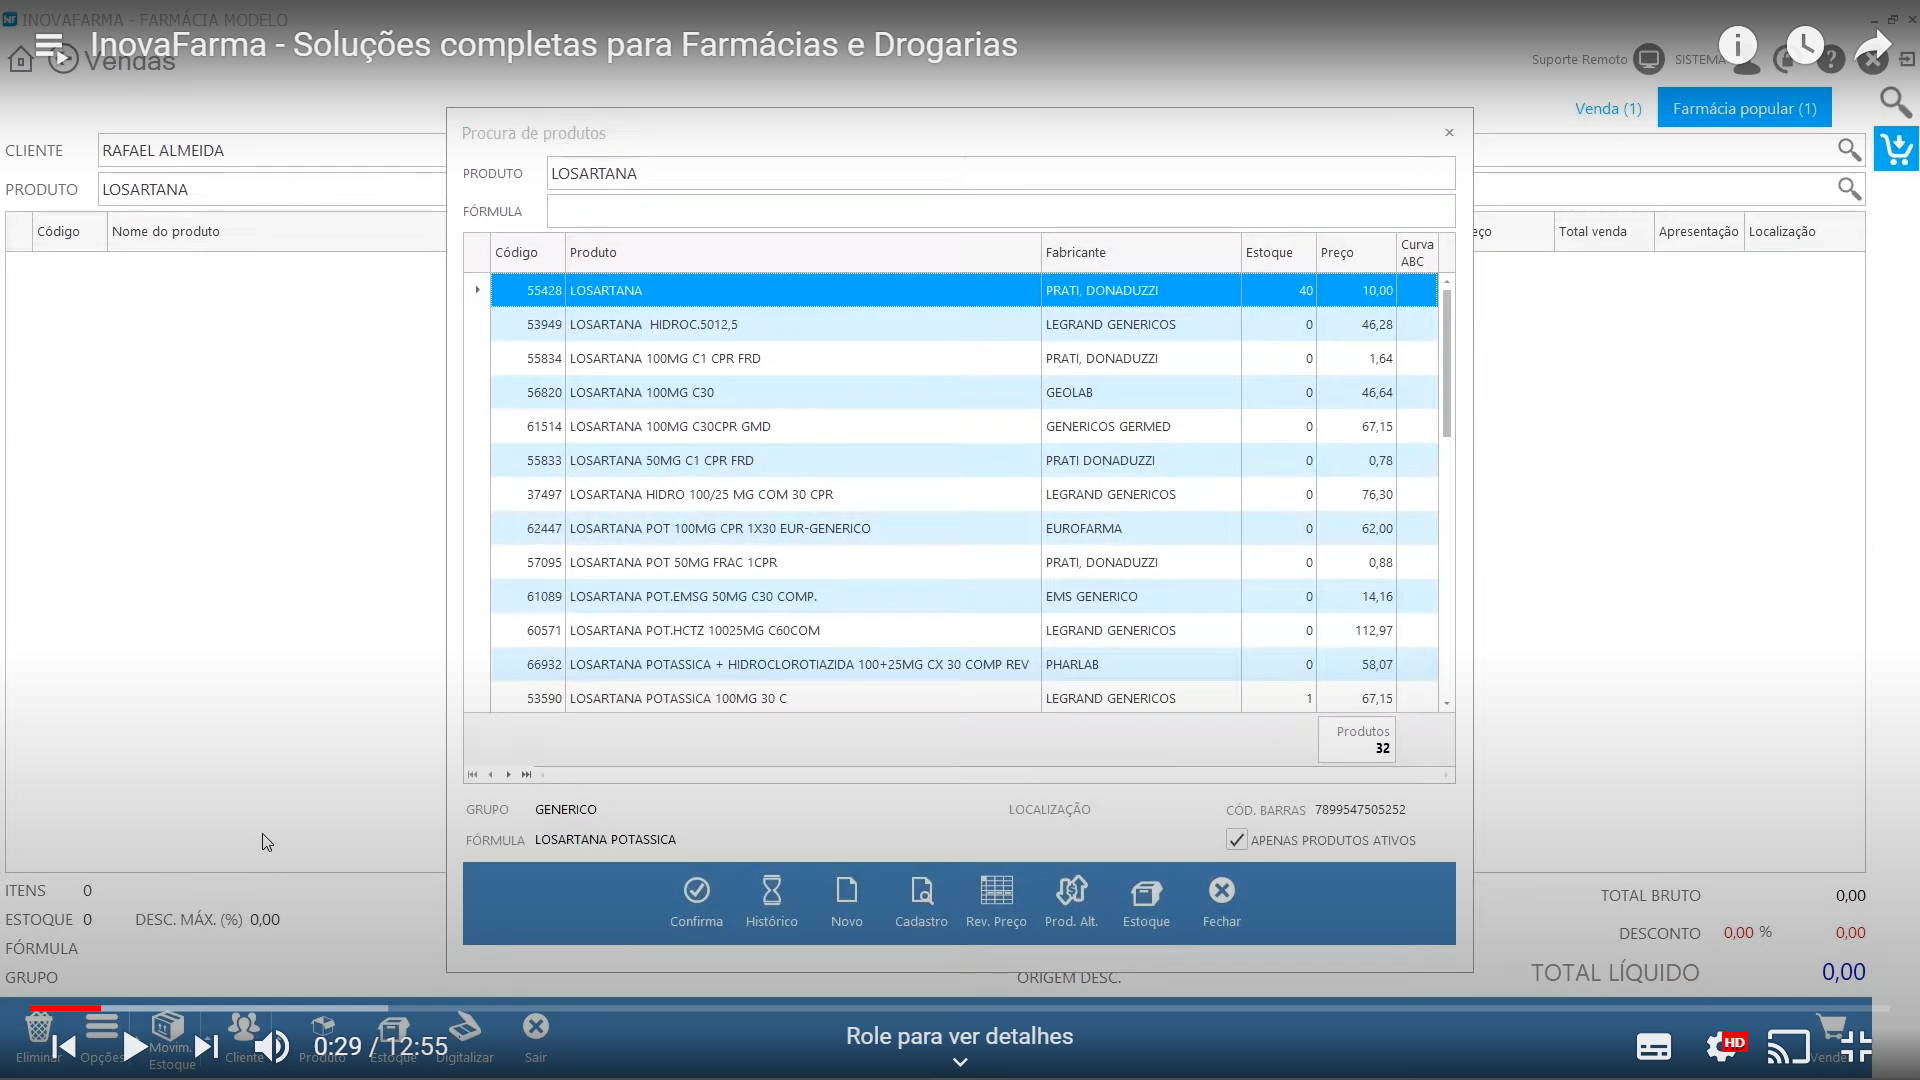 INOVAFARMA - FARMÁCIA MODELO
InovaFarma - Soluções completas para Farmácias e Drogarias
Vendas
Suporte Remoto
SISTEMA
Venda (1)
Farmácia popular (1)
CLIENTE
RAFAEL ALMEIDA
PRODUTO
LOSARTANA
Código
Nome do produto
Total venda
Apresentação
Localização
Procura de produtos
PRODUTO
LOSARTANA
FÓRMULA
Código Produto Fabricante Estoque Preço Curva ABC
55428 LOSARTANA PRATI, DONADUZZI 40 10,00
53949 LOSARTANA  HIDROC.5012,5 LEGRAND GENERICOS 0 46,28
55834 LOSARTANA 100MG C1 CPR FRD PRATI, DONADUZZI 0 1,64
56820 LOSARTANA 100MG C30 GEOLAB 0 46,64
61514 LOSARTANA 100MG C30CPR GMD GENERICOS GERMED 0 67,15
55833 LOSARTANA 50MG C1 CPR FRD PRATI DONADUZZI 0 0,78
37497 LOSARTANA HIDRO 100/25 MG COM 30 CPR LEGRAND GENERICOS 0 76,30
62447 LOSARTANA POT 100MG CPR 1X30 EUR-GENERICO EUROFARMA 0 62,00
57095 LOSARTANA POT 50MG FRAC 1CPR PRATI, DONADUZZI 0 0,88
61089 LOSARTANA POT.EMSG 50MG C30 COMP. EMS GENERICO 0 14,16
60571 LOSARTANA POT.HCTZ 10025MG C60COM LEGRAND GENERICOS 0 112,97
66932 LOSARTANA POTASSICA + HIDROCLOROTIAZIDA 100+25MG CX 30 COMP REV PHARLAB 0 58,07
53590 LOSARTANA POTASSICA 100MG 30 C LEGRAND GENERICOS 1 67,15
Produtos
32
GRUPO GENERICO LOCALIZAÇÃO CÓD. BARRAS 7899547505252
FÓRMULA LOSARTANA POTASSICA APENAS PRODUTOS ATIVOS
Confirma Histórico Novo Cadastro Rev. Preço Prod. Alt. Estoque Fechar
ITENS 0
ESTOQUE 0 DESC. MÁX. (%) 0,00
FÓRMULA
GRUPO
ORIGEM DESC.
TOTAL BRUTO 0,00
DESCONTO 0,00 % 0,00
TOTAL LÍQUIDO 0,00
Eliminar Opções Movim. Estoque Cliente Produto Estoque Digitalizar Sair
0:29 / 12:55
Role para ver detalhes
HD